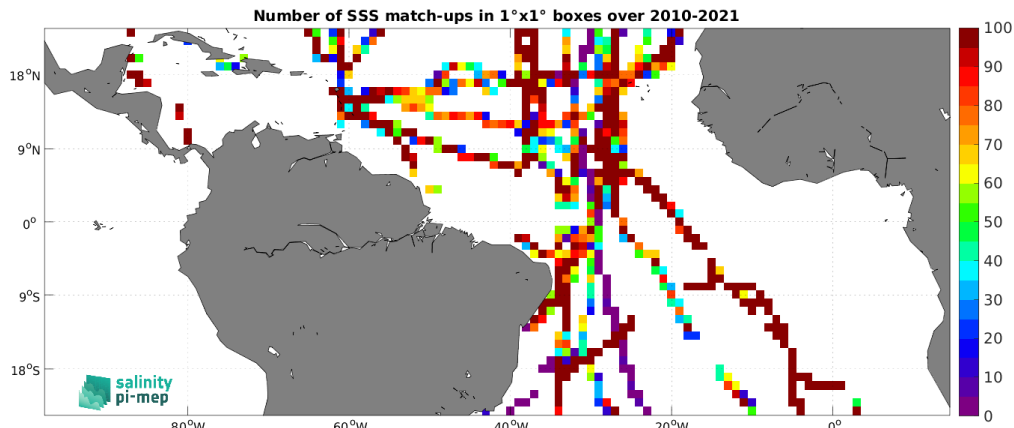 Number of SSS match-ups in 1°x1° boxes over 2010-2021
100
90
80
70
60
50
40
30
20
10
0
18°N
9°N
0°
9°S
18°S
80°W
60°W
40°W
20°W
0°
salinity
pi-mep